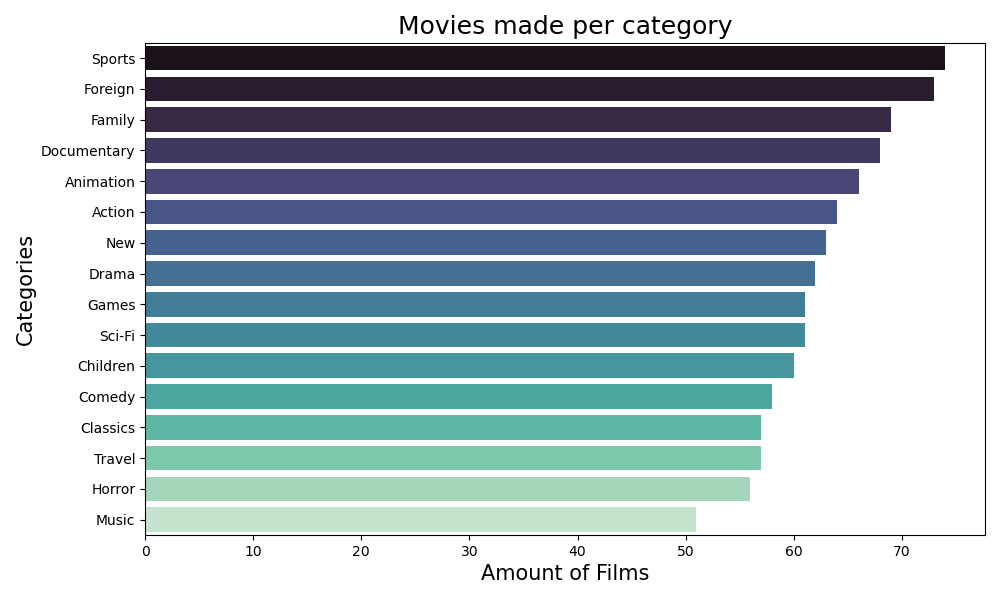 Movies made per category
Categories
Sports
Foreign
Family
Documentary
Animation
Action
New
Drama
Games
Sci-Fi
Children
Comedy
Classics
Travel
Horror
Music
0 10 20 30 40 50 60 70
Amount of Films